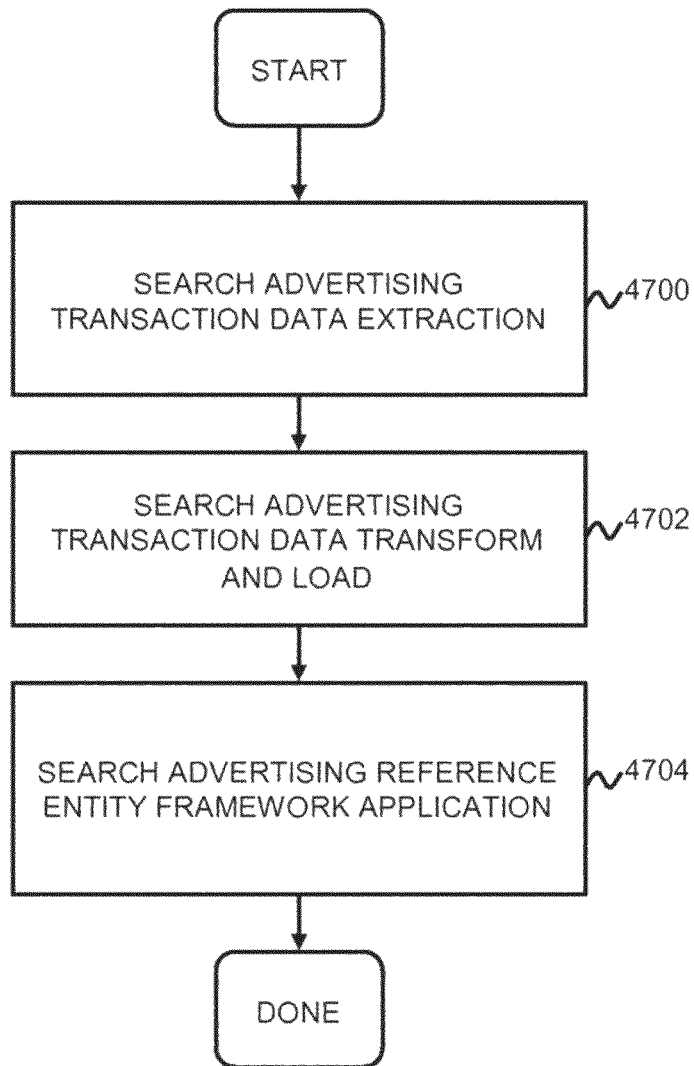 START
SEARCH ADVERTISING
TRANSACTION DATA EXTRACTION
4700
SEARCH ADVERTISING
TRANSACTION DATA TRANSFORM
AND LOAD
4702
SEARCH ADVERTISING REFERENCE
ENTITY FRAMEWORK APPLICATION
4704
DONE